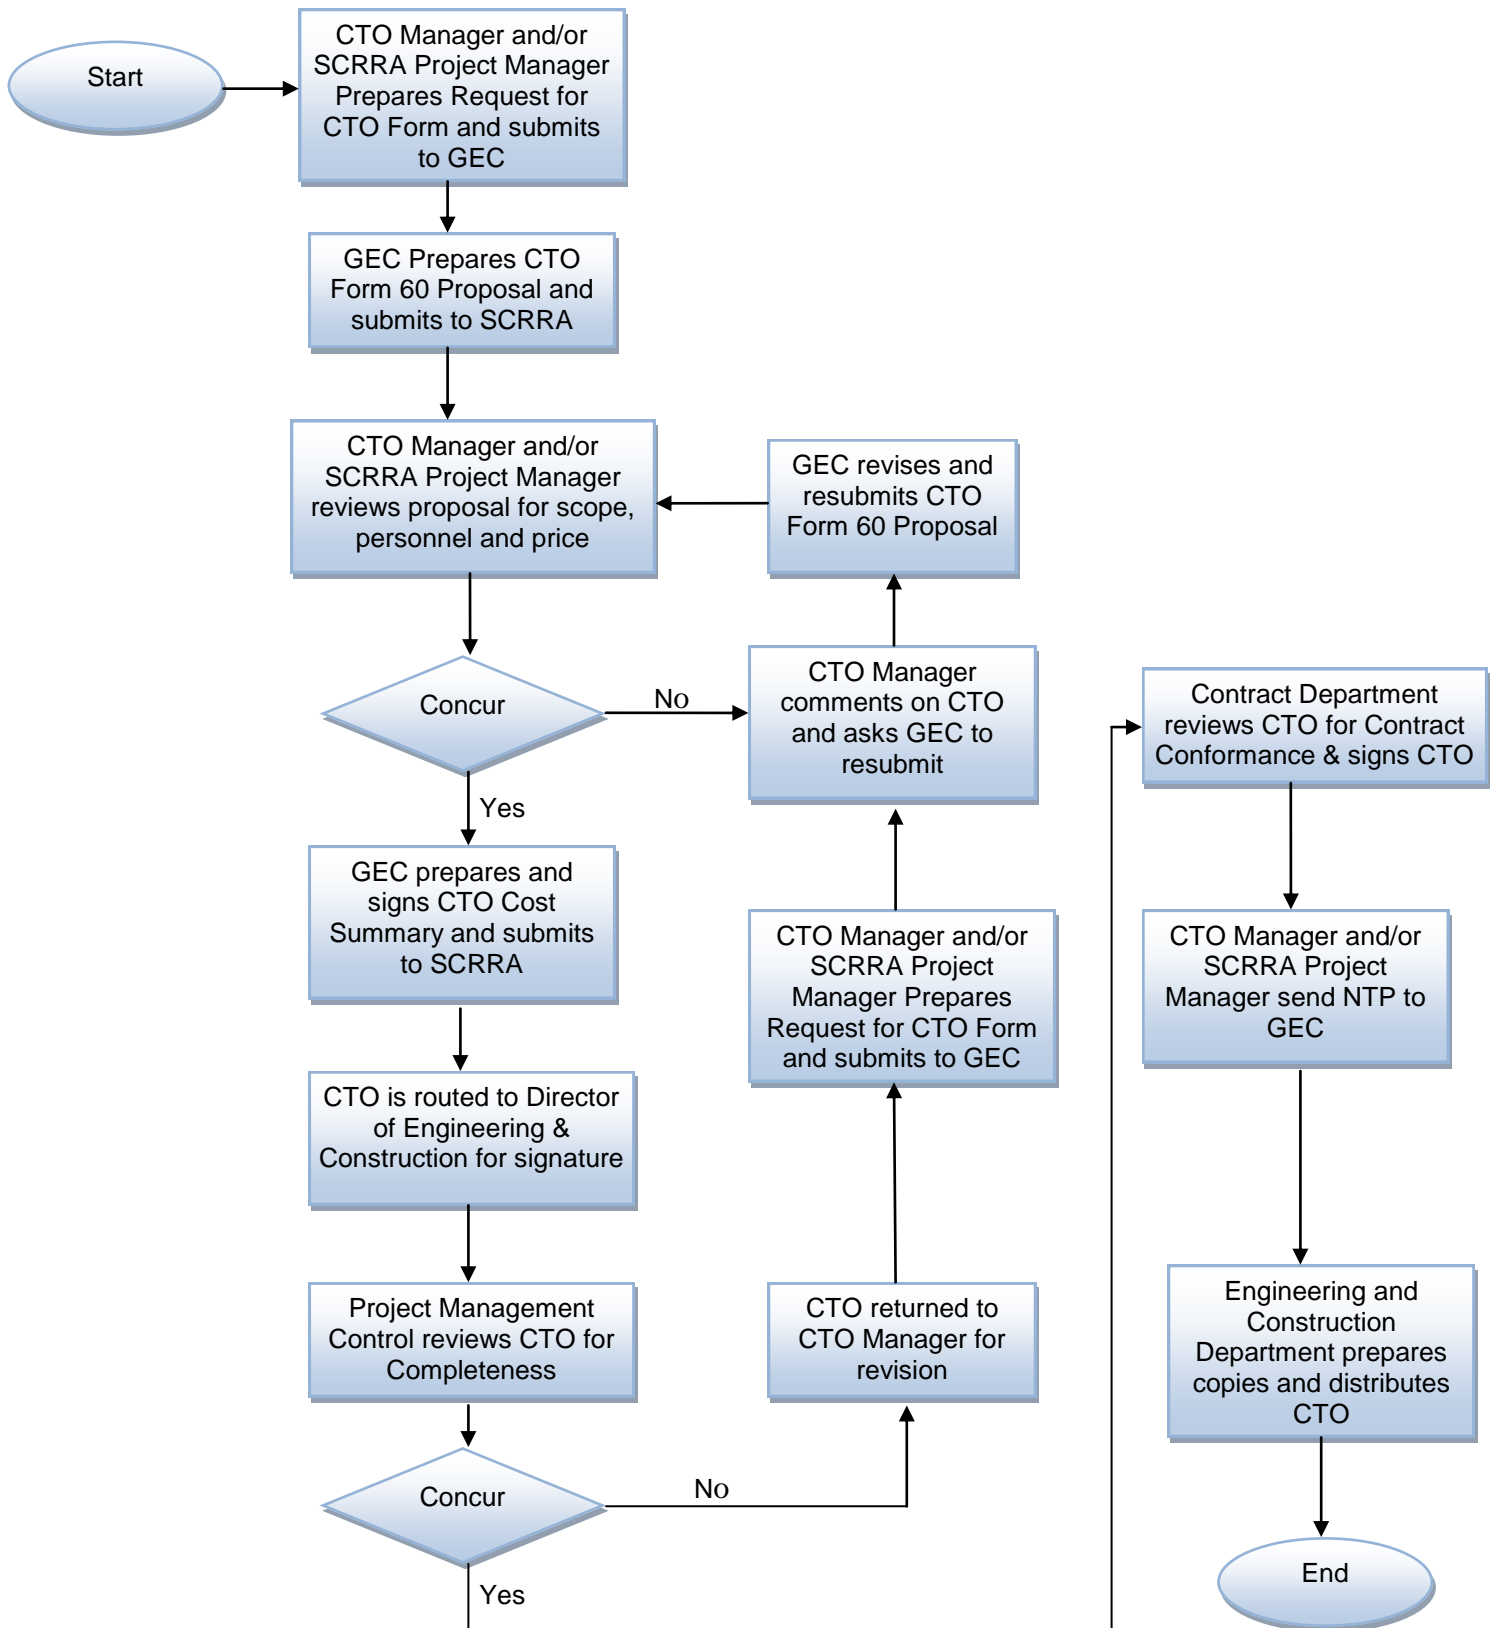 Start
CTO Manager and/or
SCRRA Project Manager
Prepares Request for
CTO Form and submits
to GEC
GEC Prepares CTO
Form 60 Proposal and
submits to SCRRA
CTO Manager and/or
SCRRA Project Manager
reviews proposal for scope,
personnel and price
GEC revises and
resubmits CTO
Form 60 Proposal
Concur
No
CTO Manager
comments on CTO
and asks GEC to
resubmit
Yes
GEC prepares and
signs CTO Cost
Summary and submits
to SCRRA
CTO Manager and/or
SCRRA Project
Manager Prepares
Request for CTO Form
and submits to GEC
CTO is routed to Director
of Engineering &
Construction for signature
Project Management
Control reviews CTO for
Completeness
CTO returned to
CTO Manager for
revision
Concur
No
Yes
Contract Department
reviews CTO for Contract
Conformance & signs CTO
CTO Manager and/or
SCRRA Project
Manager send NTP to
GEC
Engineering and
Construction
Department prepares
copies and distributes
CTO
End